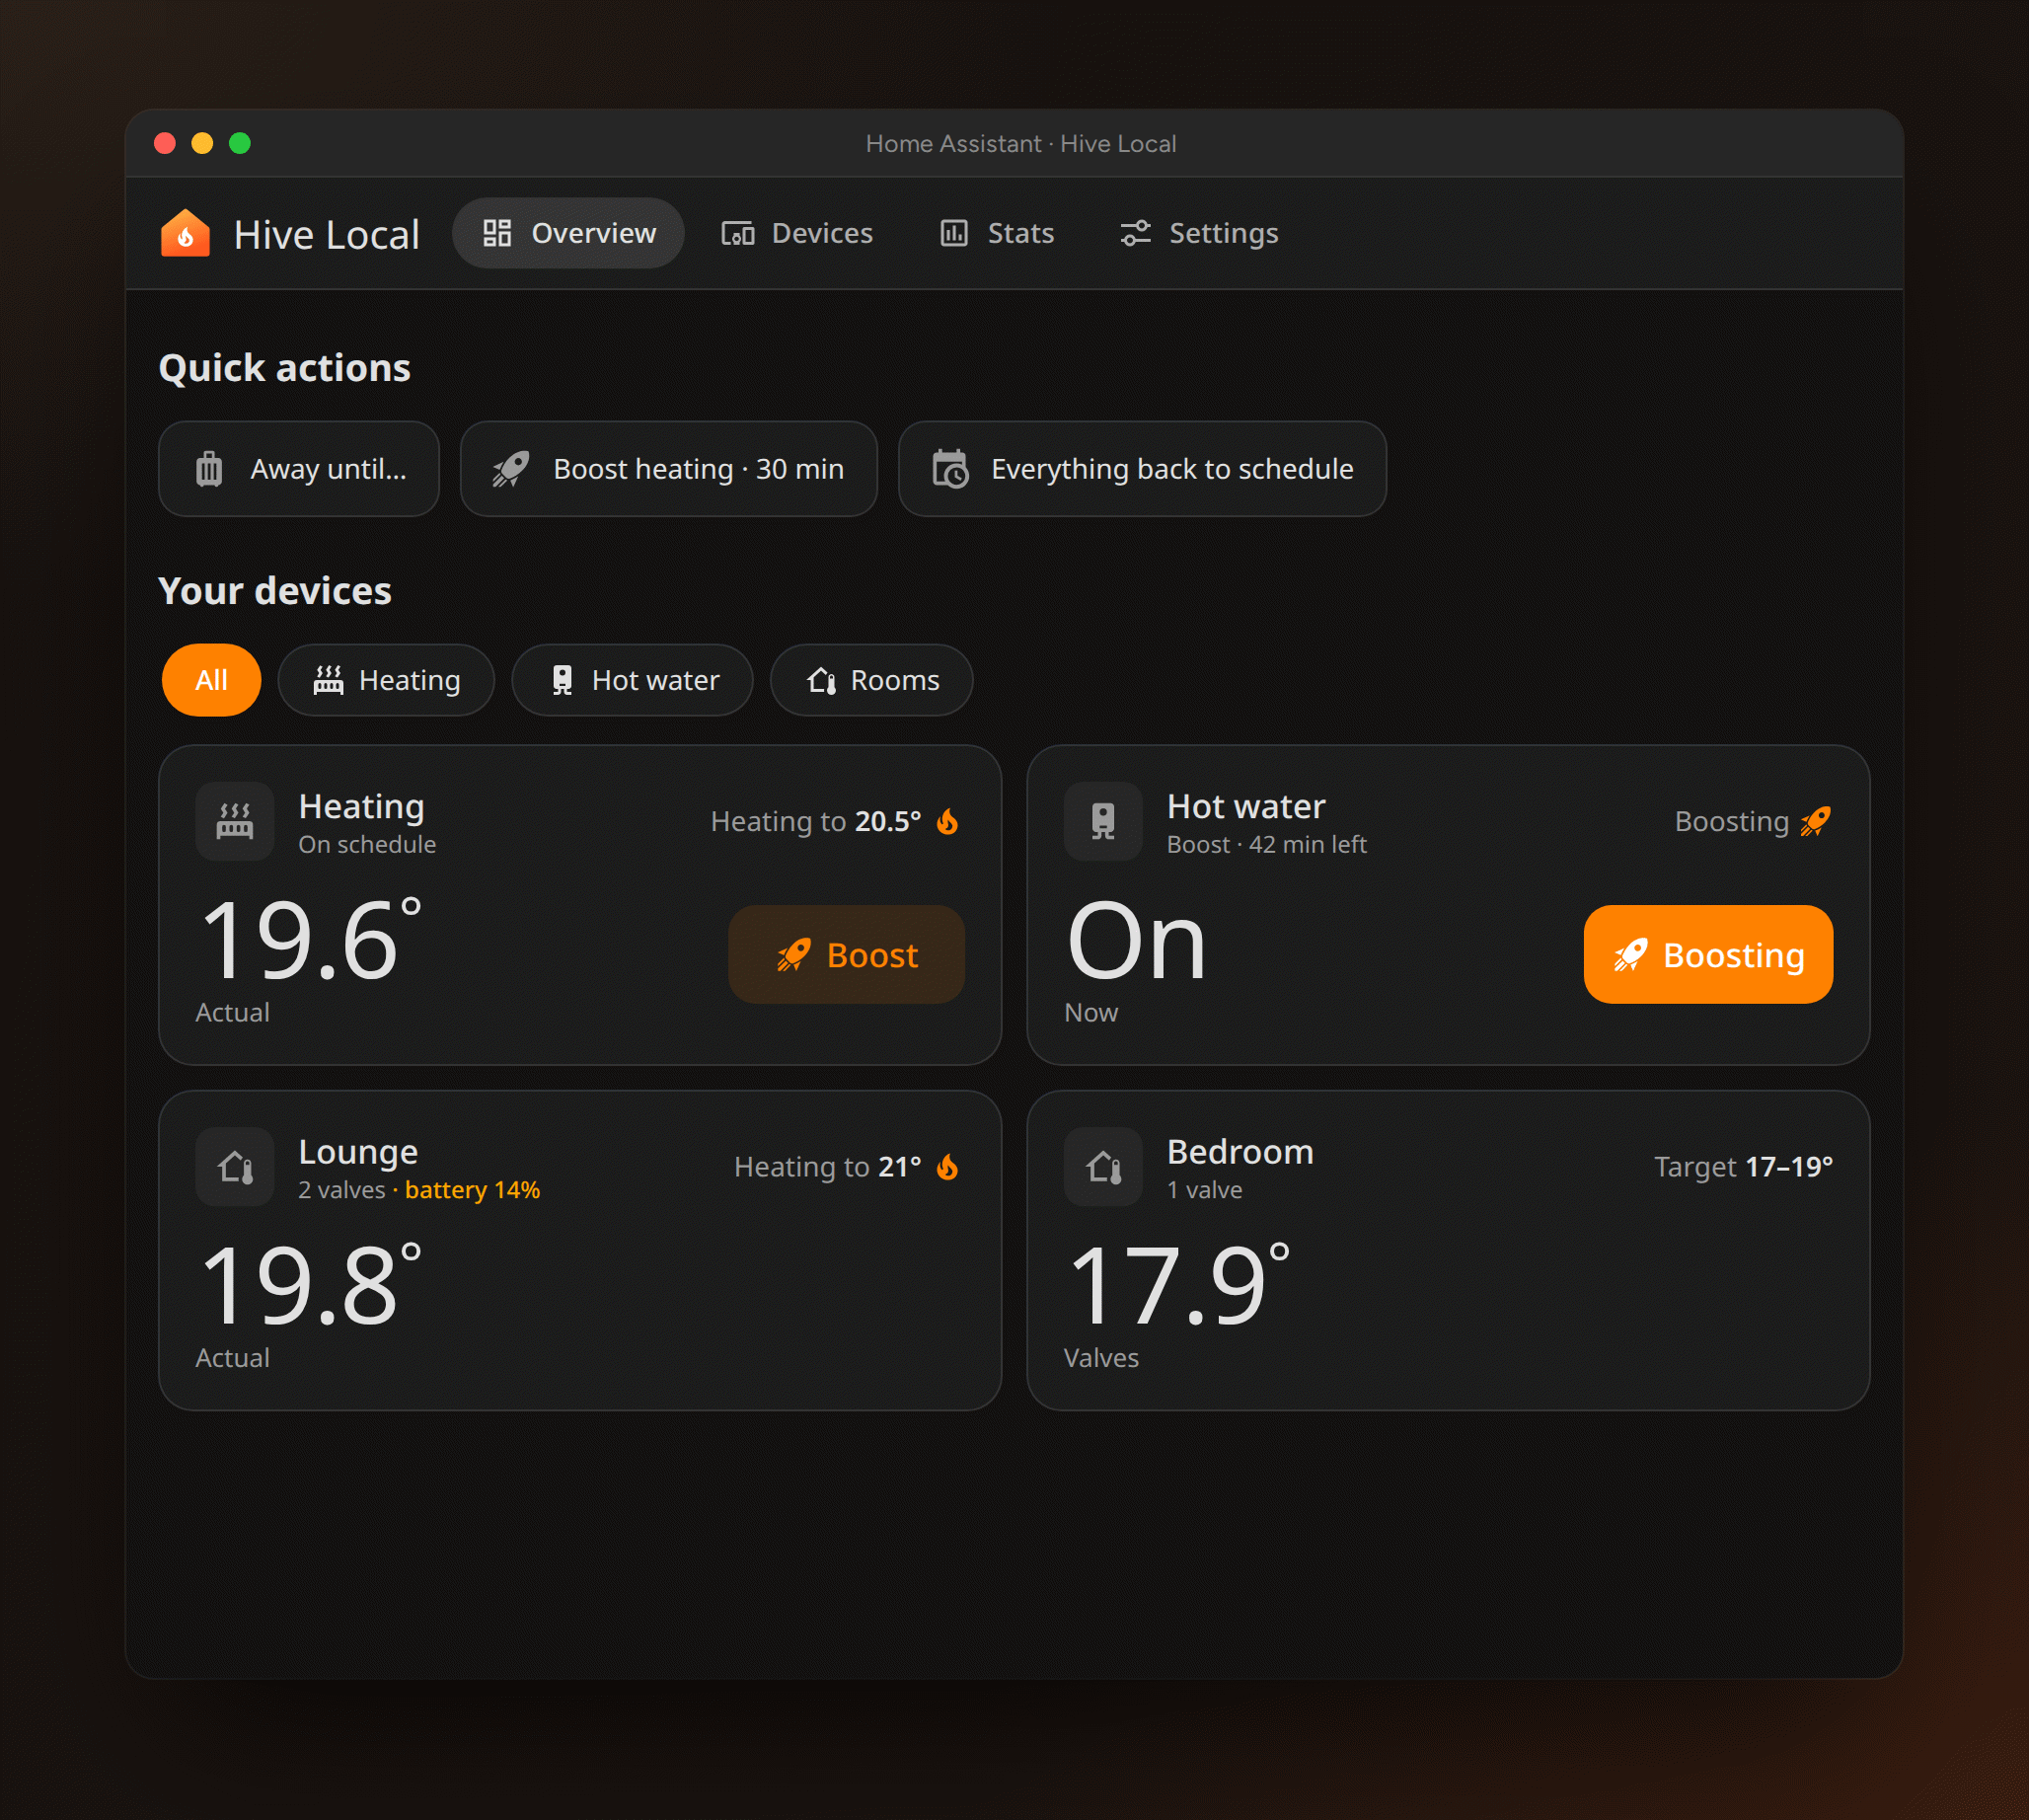 Home Assistant · Hive Local
Hive Local
Overview
Devices
Stats
Settings
Quick actions
Away until...
Boost heating · 30 min
Everything back to schedule
Your devices
All
Heating
Hot water
Rooms
Heating
On schedule
Heating to 20.5°
19.6°
Actual
Boost
Hot water
Boost · 42 min left
Boosting
On
Now
Boosting
Lounge
2 valves · battery 14%
Heating to 21°
19.8°
Actual
Bedroom
1 valve
Target 17–19°
17.9°
Valves